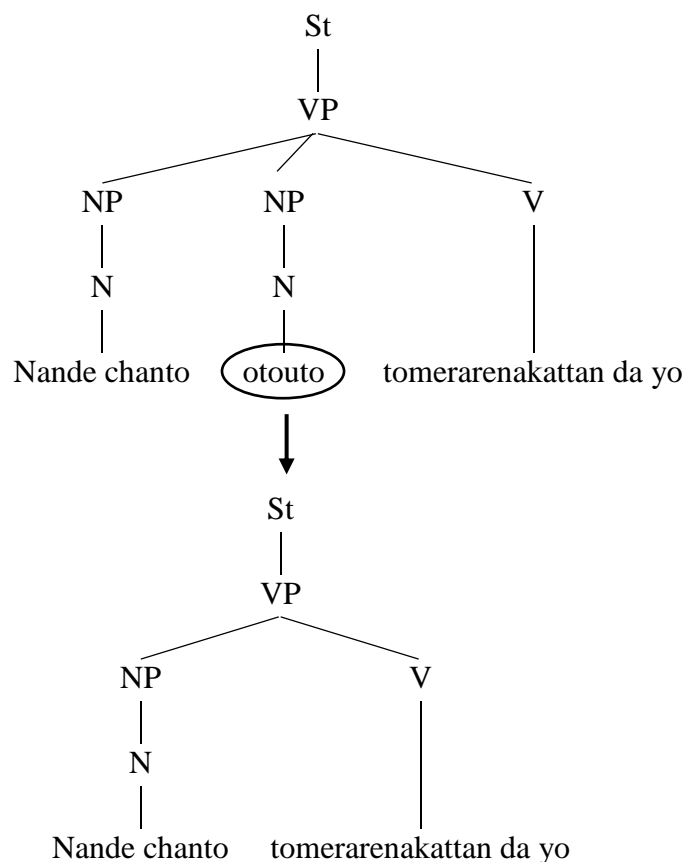 St
VP
NP NP V
N N
Nande chanto otouto tomerarenakattan da yo
St
VP
NP V
N
Nande chanto tomerarenakattan da yo